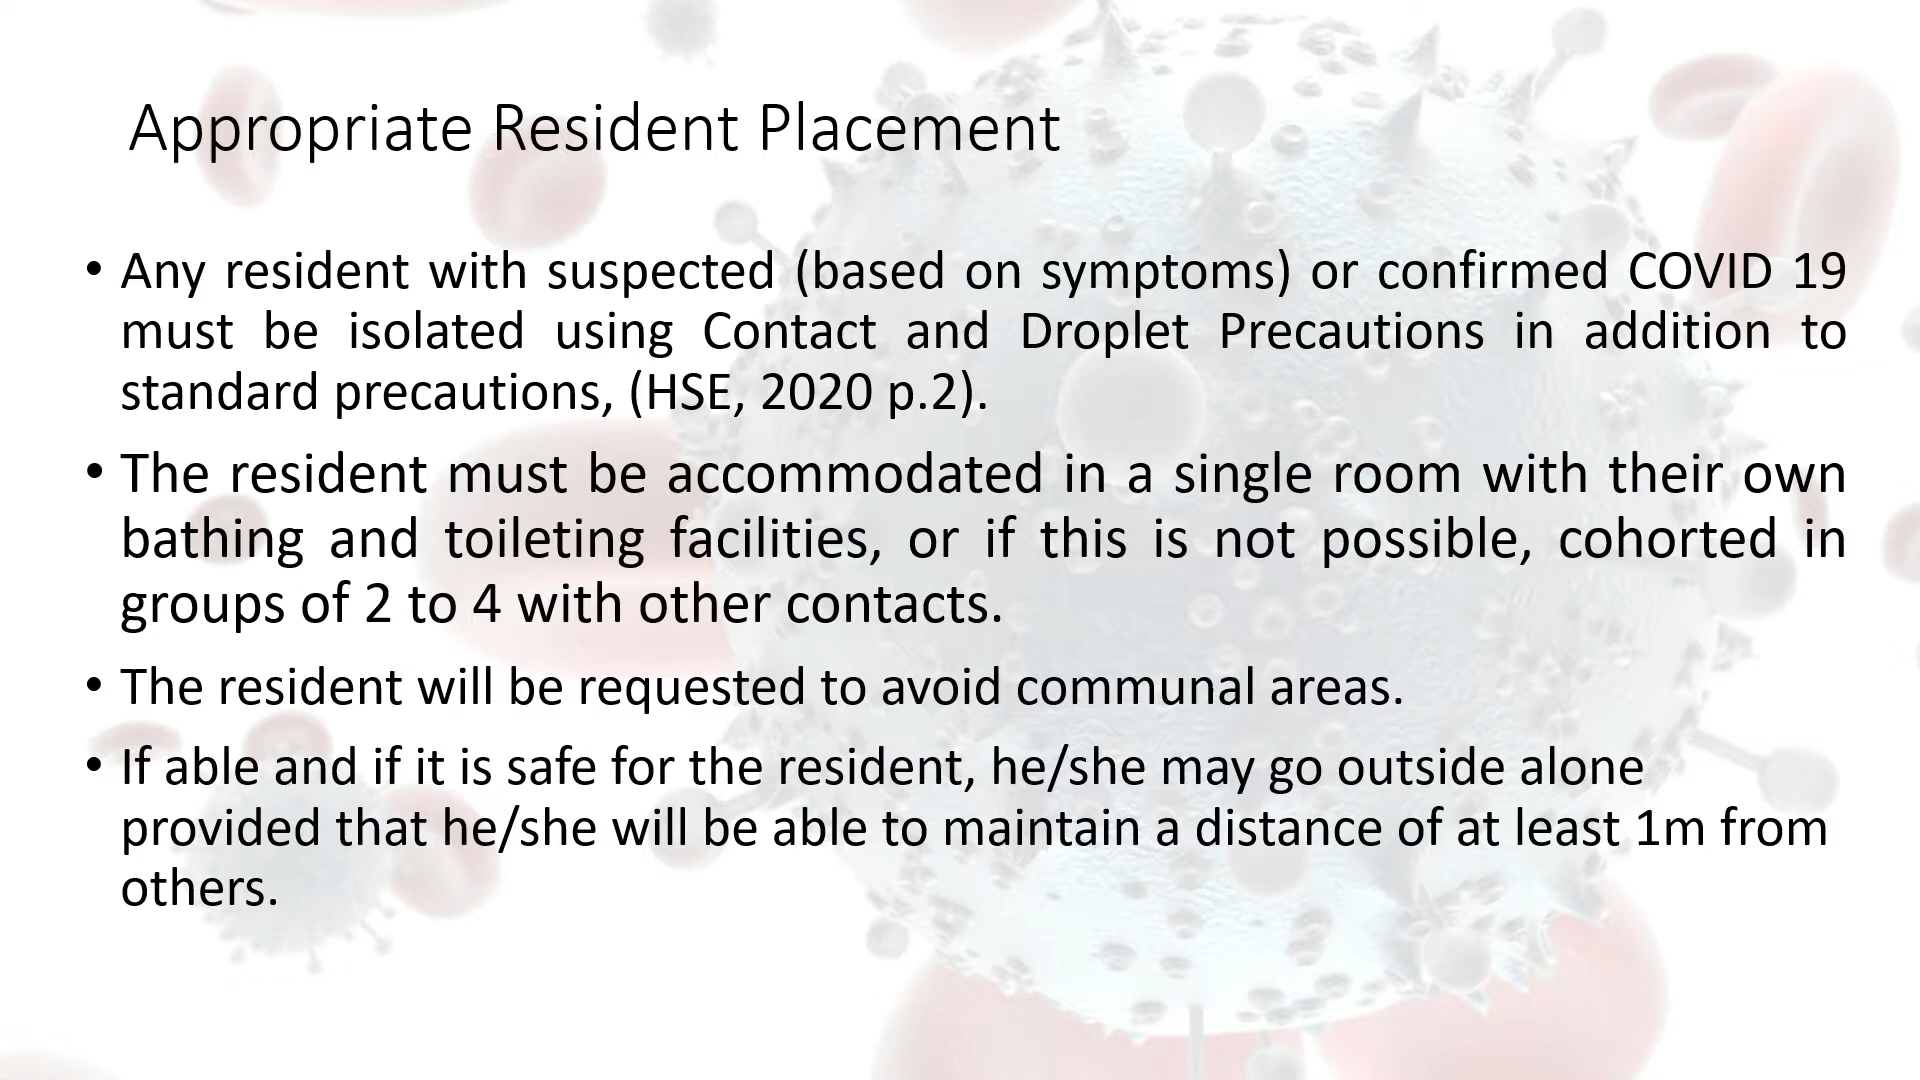 Appropriate Resident Placement
• Any resident with suspected (based on symptoms) or confirmed COVID 19
must be isolated using Contact and Droplet Precautions in addition to
standard precautions, (HSE, 2020 p.2).
• The resident must be accommodated in a single room with their own
bathing and toileting facilities, or if this is not possible, cohorted in
groups of 2 to 4 with other contacts.
• The resident will be requested to avoid communal areas.
• If able and if it is safe for the resident, he/she may go outside alone
provided that he/she will be able to maintain a distance of at least 1m from
others.